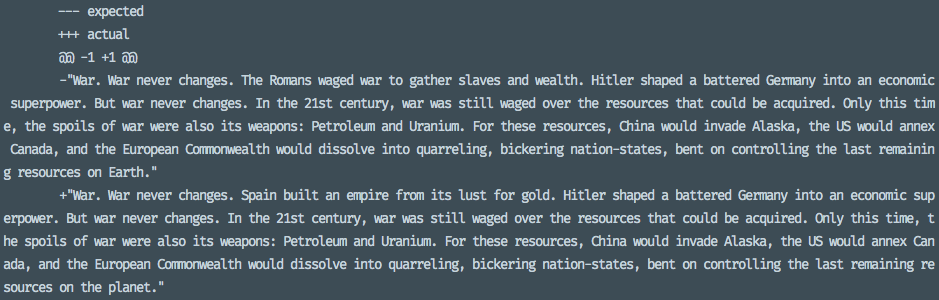 --- expected
+++ actual
@@ -1 +1 @@
-"War. War never changes. The Romans waged war to gather slaves and wealth. Hitler shaped a battered Germany into an economic
superpower. But war never changes. In the 21st century, war was still waged over the resources that could be acquired. Only this tim
e, the spoils of war were also its weapons: Petroleum and Uranium. For these resources, China would invade Alaska, the US would annex
Canada, and the European Commonwealth would dissolve into quarreling, bickering nation-states, bent on controlling the last remainin
g resources on Earth."
+"War. War never changes. Spain built an empire from its lust for gold. Hitler shaped a battered Germany into an economic sup
erpower. But war never changes. In the 21st century, war was still waged over the resources that could be acquired. Only this time, t
he spoils of war were also its weapons: Petroleum and Uranium. For these resources, China would invade Alaska, the US would annex Can
ada, and the European Commonwealth would dissolve into quarreling, bickering nation-states, bent on controlling the last remaining re
sources on the planet."